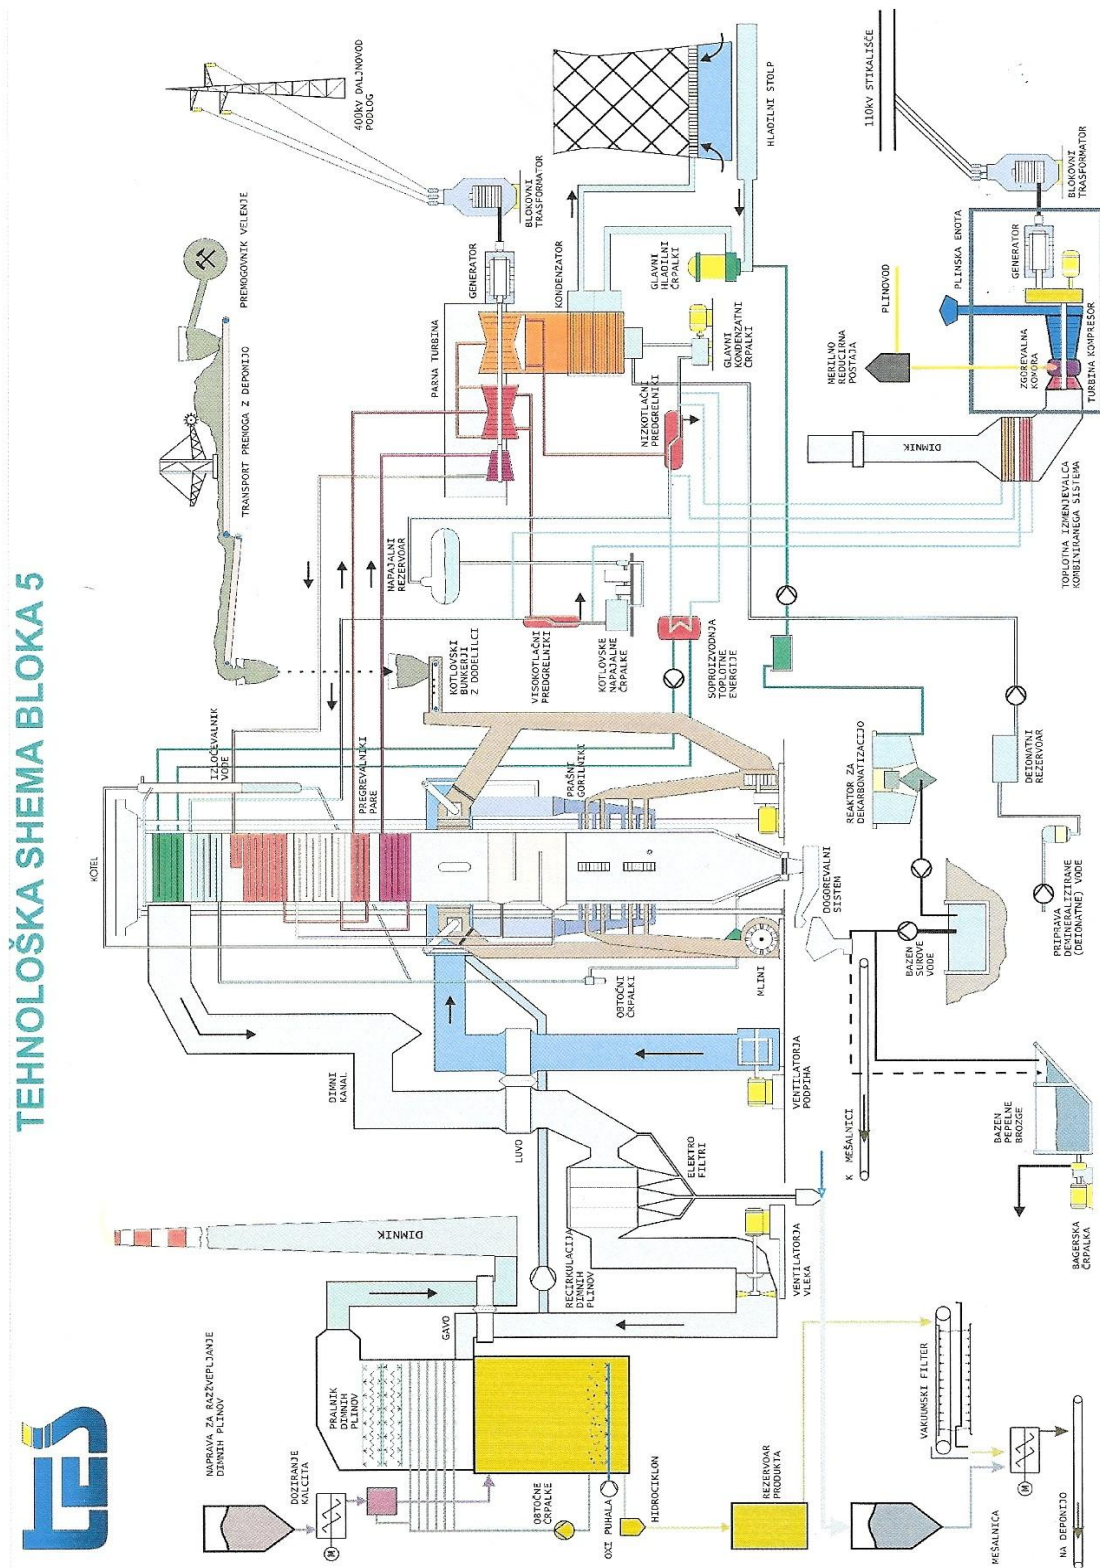 TEHNOLOŠKA SHEMA BLOKA 5
TEŠ
NAPRAVA ZA RAZŽVEPLJANJE
DIMNIH PLINOV
DOZIRANJE
KALCITA
M
PRALNIK
DIMNIH
PLINOV
OBTOČNE
ČRPALKE
OXI PUHALA
HIDROCIKLON
REZERVOAR
PRODUKTA
VAKUUMSKI FILTER
MEŠALNICA
M
NA DEPONIJO
DIMNIK
GAVO
RECIRKULACIJA
DIMNIH
PLINOV
VENTILATORJA
VLEKA
ELEKTRO
FILTRI
DIMNI
KANAL
LUVO
VENTILATORJA
PODPIHA
K MEŠALNICI
BAZEN
PEPELNE
BROZGE
BAGERSKA
ČRPALKA
KOTEL
IZLOČEVALNIK
VODE
PREGREVALNIKI
PARE
PRAŠNI
GORILNIKI
OBTOČNI
ČRPALKI
MLINI
DOGOREVALNI
SISTEM
BAZEN
SUROVE
VODE
REAKTOR ZA
DEKARBONATIZACIJO
DEIONATNI
REZERVOAR
PRIPRAVA
DEMINERALIZIRANE
(DEIONATNE) VODE
TRANSPORT PREMOGA Z DEPONIJO
PREMOGOVNIK VELENJE
KOTLOVSKI
BUNKERJI
Z DODELILCI
NAPAJALNI
REZERVOAR
VISOKOTLAČNI
PREDGRELNIKI
KOTLOVSKE
NAPAJALNE
ČRPALKE
SOPROIZVODNJA
TOPLOTNE
ENERGIJE
400kV DALJNOVOD
PODLOG
BLOKOVNI
TRASFORMATOR
GENERATOR
PARNA TURBINA
KONDENZATOR
NIZKOTLAČNI
PREDGRELNIKI
GLAVNI
KONDENZATNI
ČRPALKI
GLAVNI
HLADILNI
ČRPALKI
HLADILNI STOLP
110kV STIKALIŠČE
BLOKOVNI
TRASFORMATOR
PLINSKA ENOTA
GENERATOR
PLINOVOD
MERILNO
REDUCIRNA
POSTAJA
ZGOREVALNA
KOMORA
TURBINA KOMPRESOR
DIMNIK
TOPLOTNA IZMENJEVALCA
KOMBINIRANEGA SISTEMA